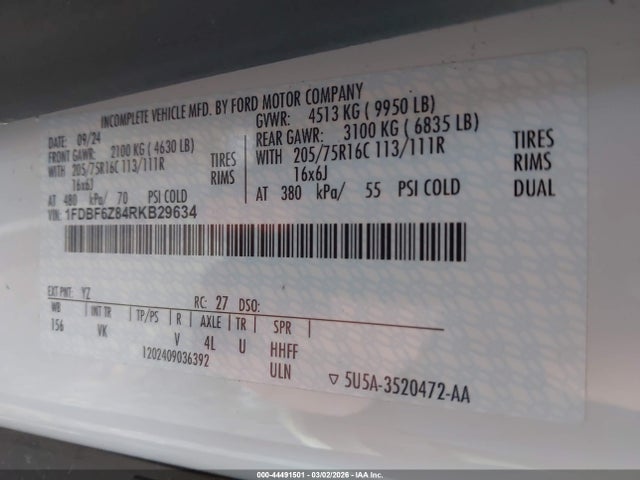 INCOMPLETE VEHICLE MFD. BY FORD MOTOR COMPANY
DATE: 09/24 GVWR: 4513 KG ( 9950 LB)
FRONT GAWR: 2100 KG ( 4630 LB) REAR GAWR: 3100 KG ( 6835 LB)
WITH 205/75R16C 113/111R TIRES WITH 205/75R16C 113/111R TIRES
16x6J RIMS 16x6J RIMS
AT 480 kPa/ 70 PSI COLD AT 380 kPa/ 55 PSI COLD DUAL
VIN: 1FDBF6Z84RKB29634
EXT PNT: YZ RC: 27 DSO:
WB INT TR TP/PS R AXLE TR SPR
156 VK V 4L U HHFF
1202409036392 ULN
5U5A-3520472-AA
000-44491501 - 03/02/2026 - IAA Inc.